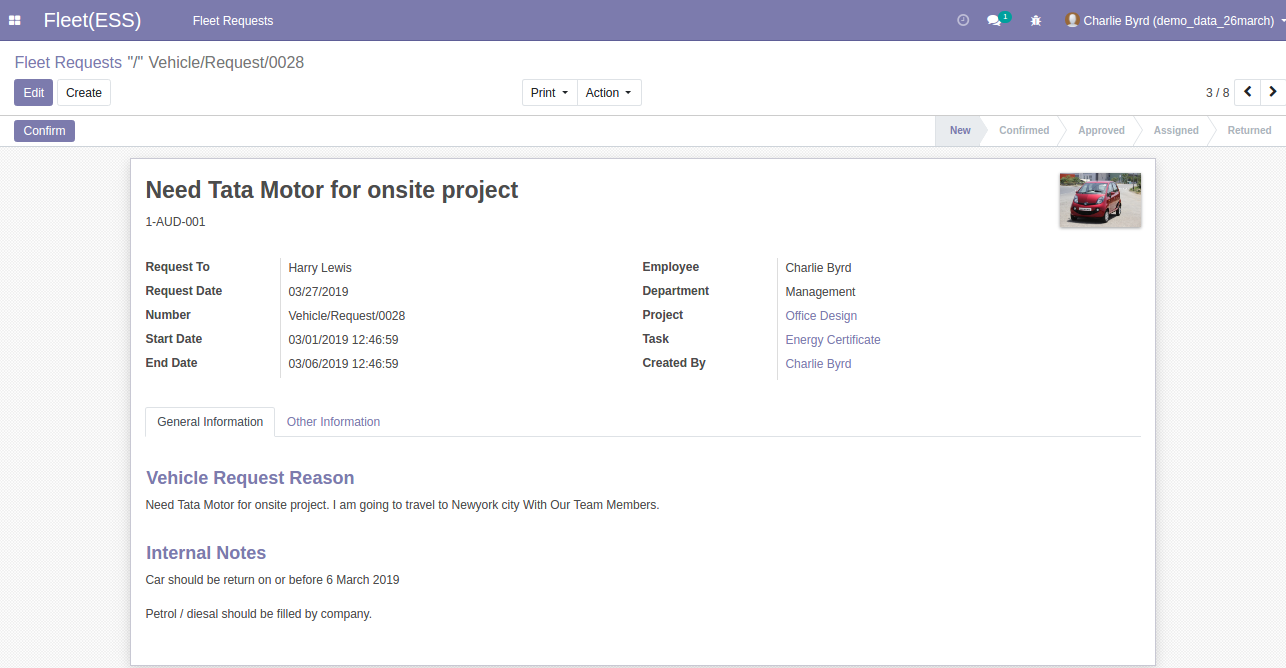 Fleet(ESS) Fleet Requests 1 Charlie Byrd (demo_data_26march)
Fleet Requests "/" Vehicle/Request/0028
Edit Create Print Action 3 / 8
Confirm New Confirmed Approved Assigned Returned
Need Tata Motor for onsite project
1-AUD-001
Request To Harry Lewis Employee Charlie Byrd
Request Date 03/27/2019 Department Management
Number Vehicle/Request/0028 Project Office Design
Start Date 03/01/2019 12:46:59 Task Energy Certificate
End Date 03/06/2019 12:46:59 Created By Charlie Byrd
General Information Other Information
Vehicle Request Reason
Need Tata Motor for onsite project. I am going to travel to Newyork city With Our Team Members.
Internal Notes
Car should be return on or before 6 March 2019
Petrol / diesal should be filled by company.